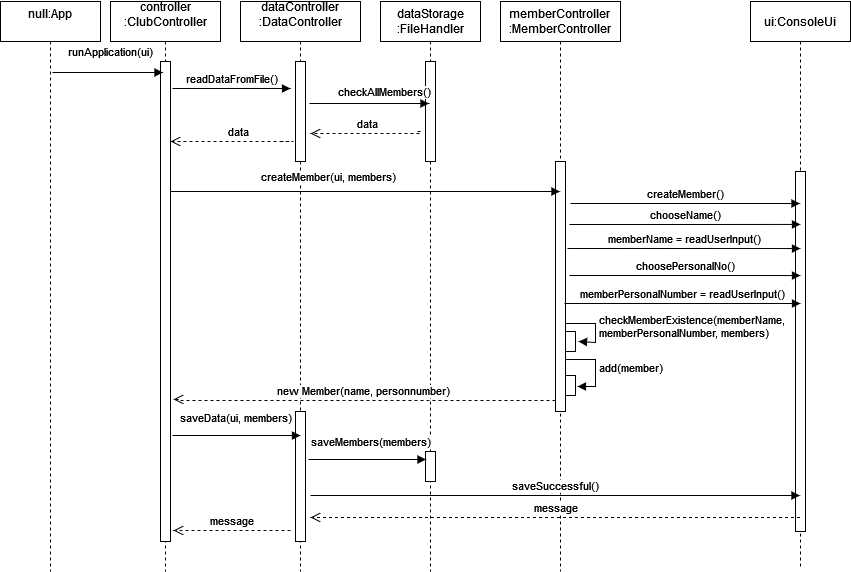 null:App
controller
:ClubController
dataController
:DataController
dataStorage
:FileHandler
memberController
:MemberController
ui:ConsoleUi
runApplication(ui)
readDataFromFile()
checkAllMembers()
data
data
createMember(ui, members)
createMember()
chooseName()
memberName = readUserInput()
choosePersonalNo()
memberPersonalNumber = readUserInput()
checkMemberExistence(memberName,
memberPersonalNumber, members)
add(member)
new Member(name, personnumber)
saveData(ui, members)
saveMembers(members)
saveSuccessful()
message
message